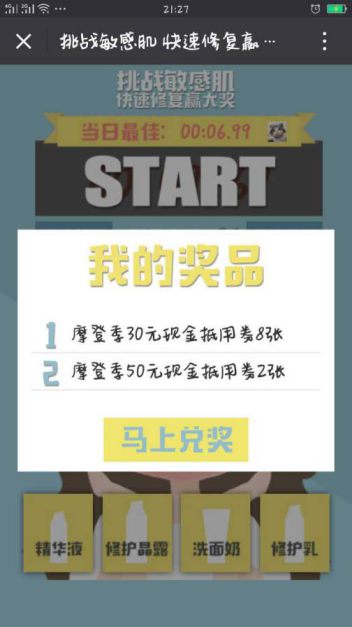 21:27
挑战敏感肌 快速修复赢…
挑战敏感肌
快速修复赢大奖
当日最佳：00:06.99
START
我的奖品
1 摩登季30元现金抵用券8张
2 摩登季50元现金抵用券2张
马上兑奖
精华液 修护晶露 洗面奶 修护乳